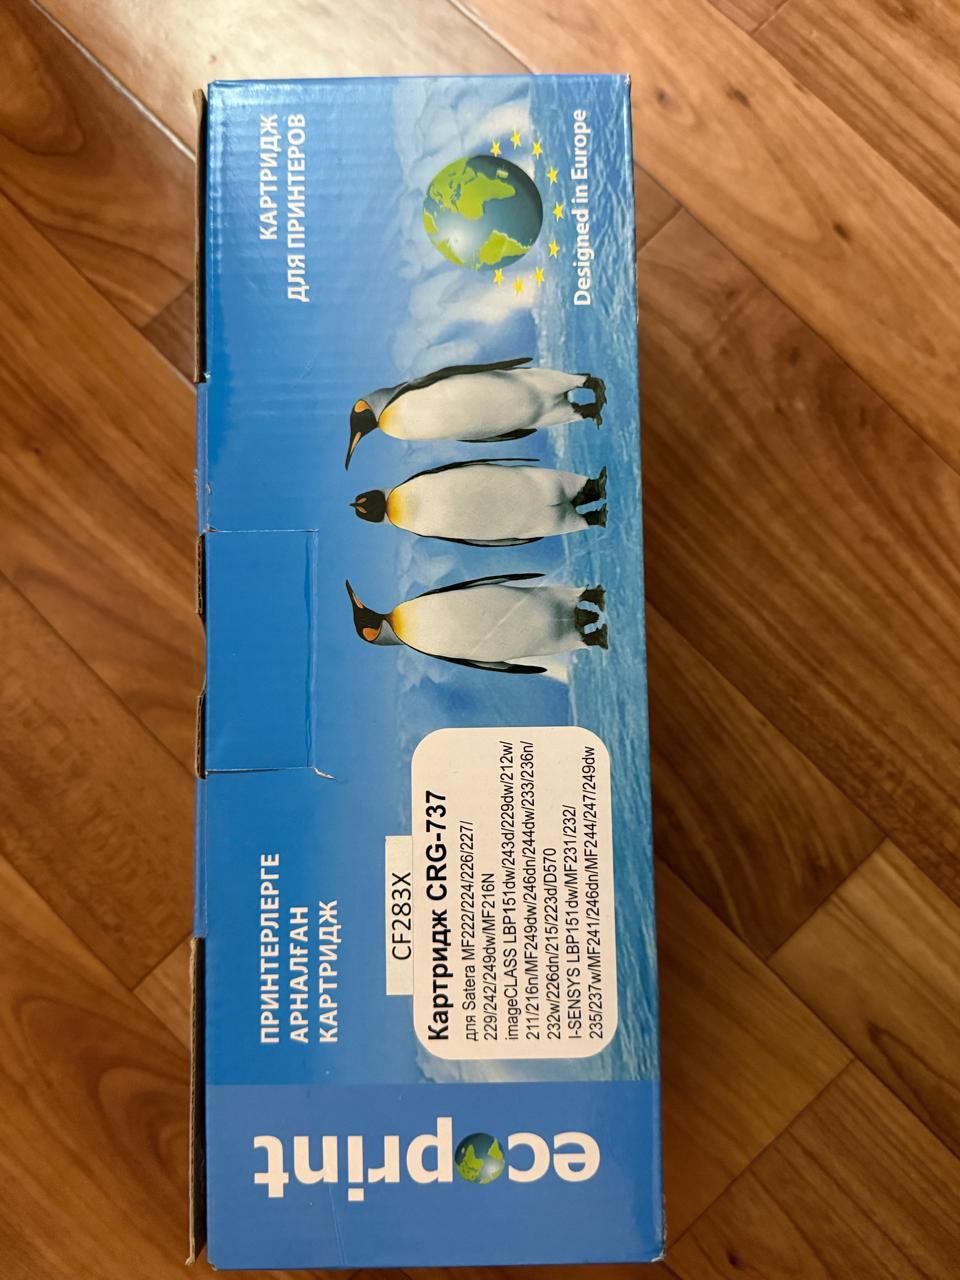 ecoprint
ПРИНТЕРЛЕРГЕ
АРНАЛҒАН
КАРТРИДЖ
КАРТРИДЖ
ДЛЯ ПРИНТЕРОВ
Designed in Europe
CF283X
Картридж CRG-737
для Satera MF222/224/226/227/
229/242/249dw/MF216N
imageCLASS LBP151dw/243d/229dw/212w/
211/216n/MF249dw/246dn/244dw/233/236n/
232w/226dn/215/223d/D570
I-SENSYS LBP151dw/MF231/232/
235/237w/MF241/246dn/MF244/247/249dw